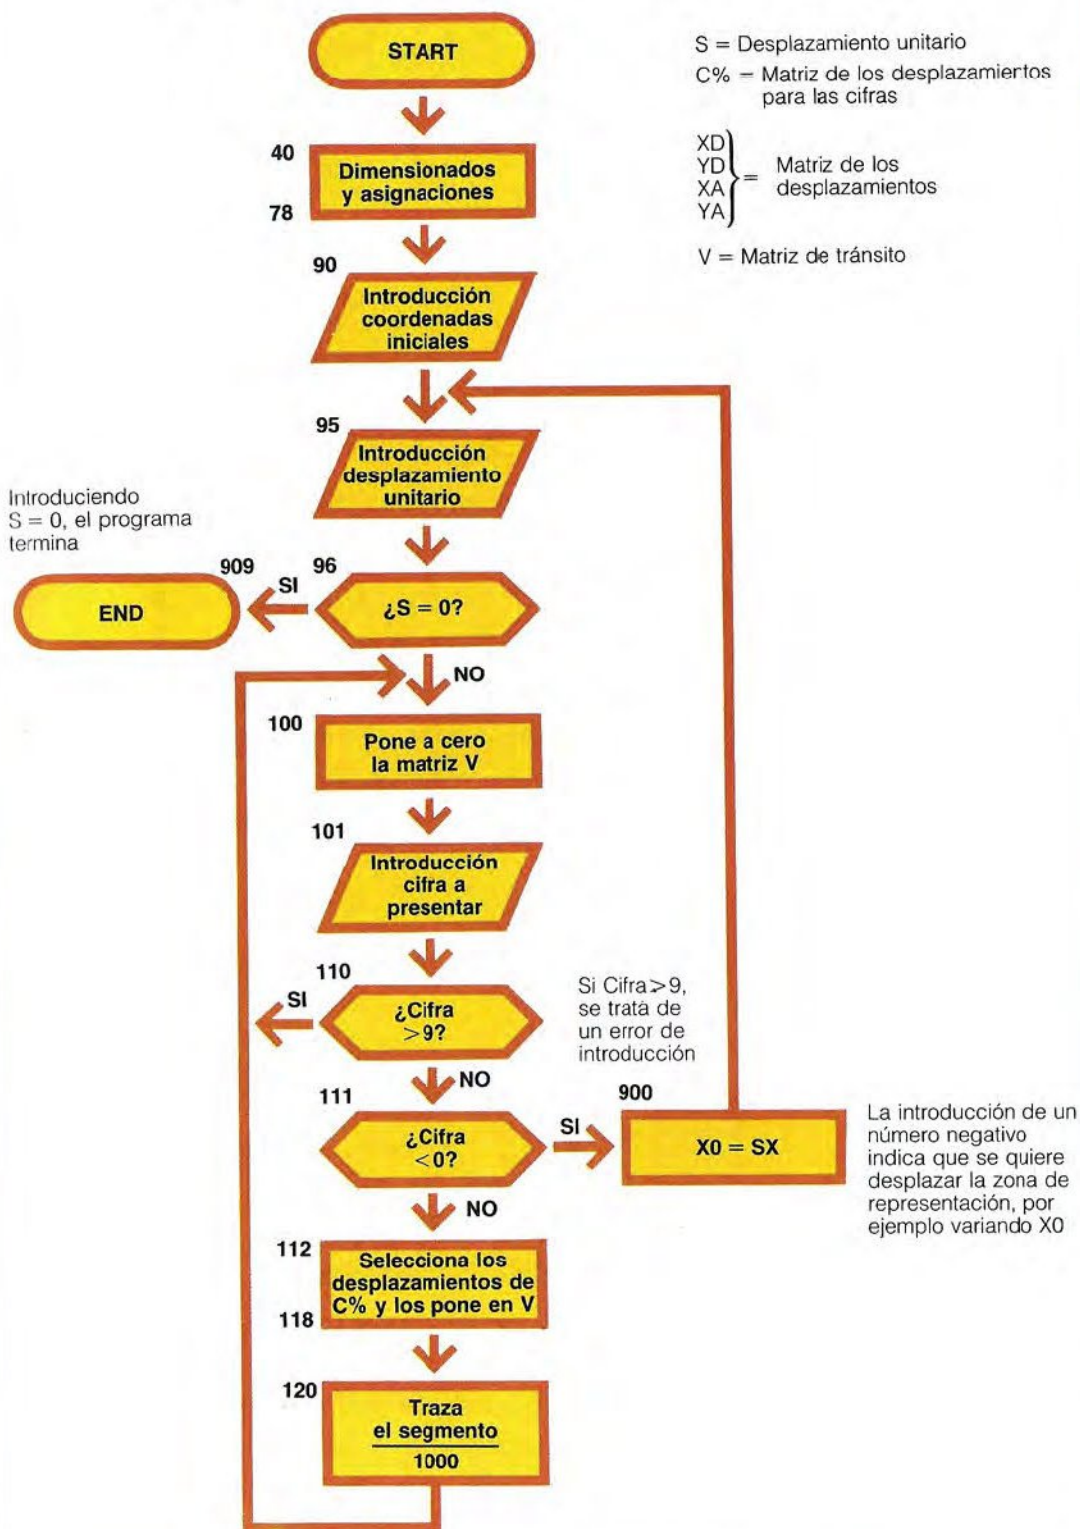 START
S = Desplazamiento unitario
C% = Matriz de los desplazamientos
para las cifras
XD
YD
XA
YA
= Matriz de los
desplazamientos
V = Matriz de tránsito
40
Dimensionados
y asignaciones
78
90
Introducción
coordenadas
iniciales
95
Introducción
desplazamiento
unitario
Introduciendo
S = 0, el programa
termina
909
END
SI
96
¿S = 0?
NO
100
Pone a cero
la matriz V
101
Introducción
cifra a
presentar
110
SI
¿Cifra
>9?
NO
Si Cifra>9,
se trata de
un error de
introducción
111
¿Cifra
<0?
SI
900
X0 = SX
La introducción de un
número negativo
indica que se quiere
desplazar la zona de
representación, por
ejemplo variando X0
NO
112
Selecciona los
desplazamientos de
C% y los pone en V
118
120
Traza
el segmento
1000